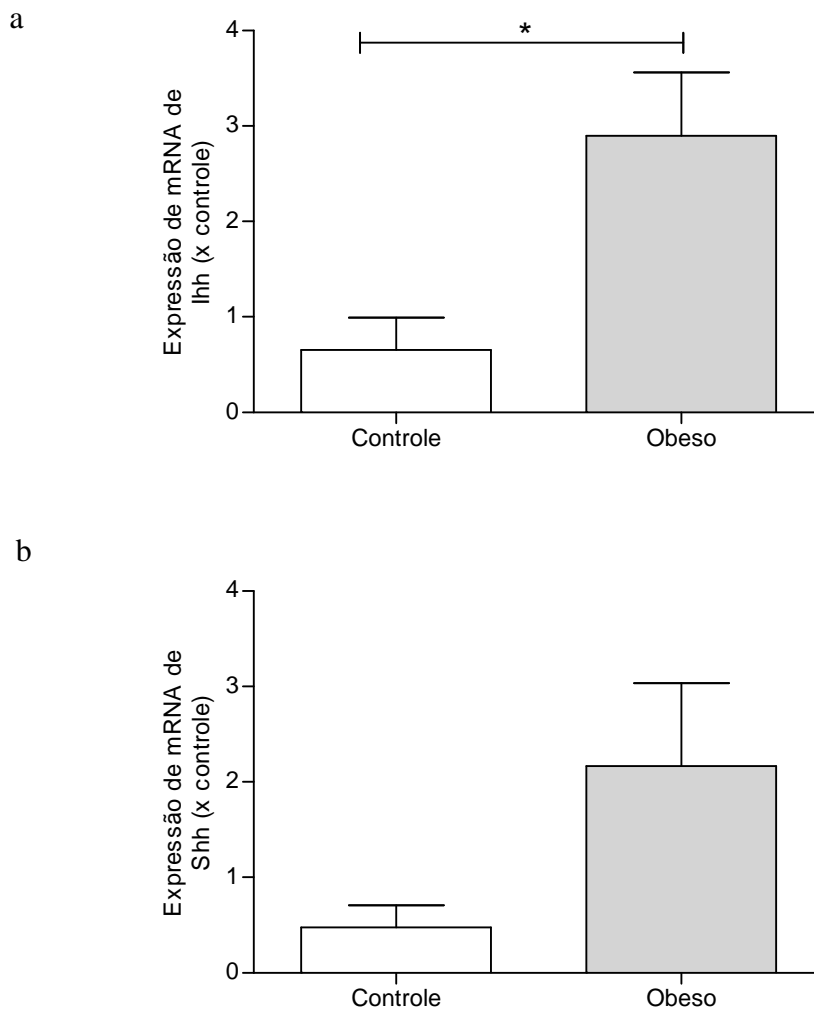 a
4
3
2
1
0
*
Expressão de mRNA de
Ihh (x controle)
Controle
Obeso
b
4
3
2
1
0
Expressão de mRNA de
Shh (x controle)
Controle
Obeso